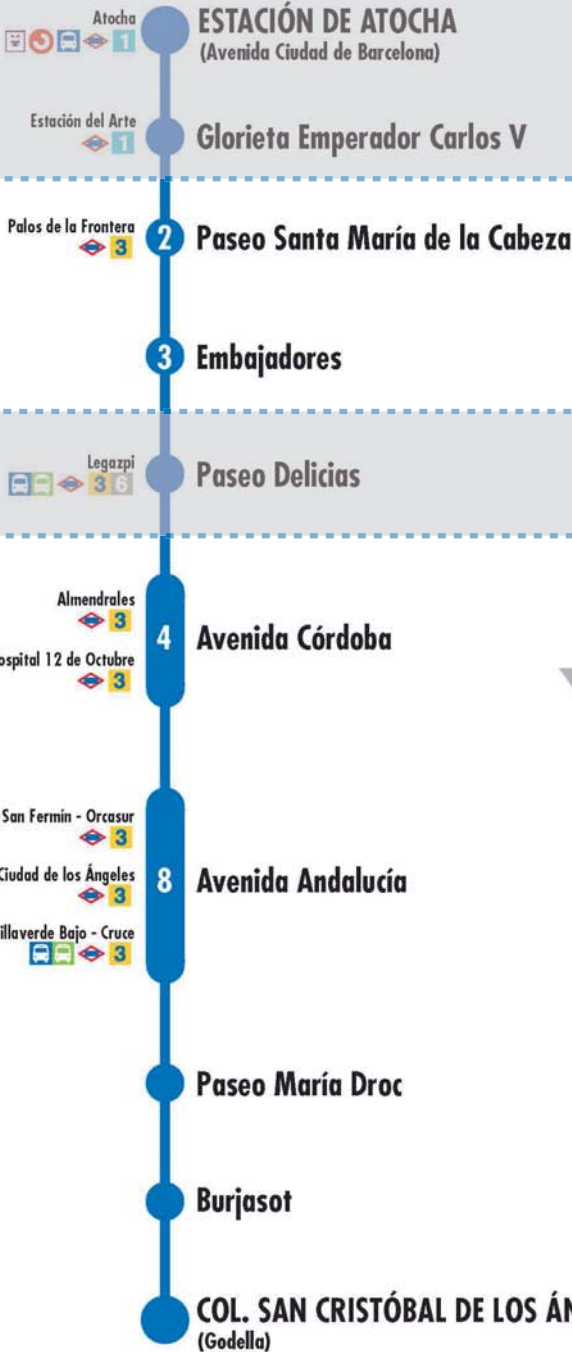 Atocha
1
ESTACIÓN DE ATOCHA
(Avenida Ciudad de Barcelona)
Estación del Arte
1
Glorieta Emperador Carlos V
Palos de la Frontera
3
2
Paseo Santa María de la Cabeza
3
Embajadores
Legazpi
3 6
Paseo Delicias
Almendrales
3
4
Avenida Córdoba
ospital 12 de Octubre
3
San Fermín - Orcasur
3
Ciudad de los Ángeles
3
8
Avenida Andalucía
illaverde Bajo - Cruce
3
Paseo María Droc
Burjasot
COL. SAN CRISTÓBAL DE LOS ÁN
(Godella)